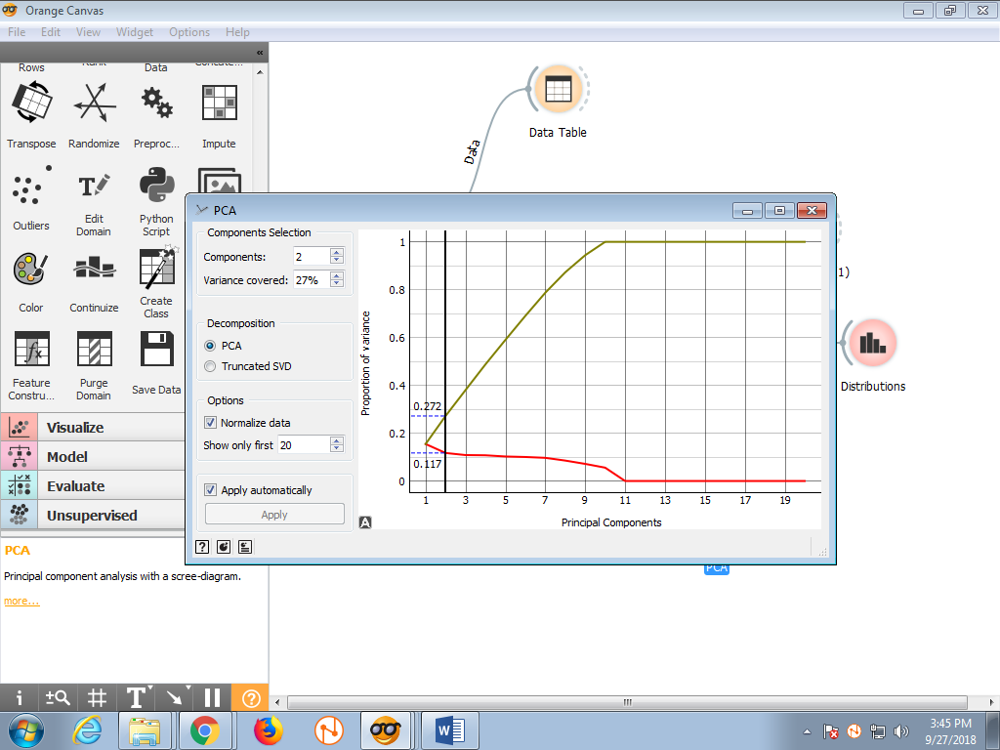 Orange Canvas
File Edit View Widget Options Help
«
Rows Data
Transpose Randomize Preproc... Impute
Outliers Edit Domain Python Script
Color Continuize Create Class
Feature Constru... Purge Domain Save Data
Visualize
Model
Evaluate
Unsupervised
PCA
Principal component analysis with a scree-diagram.
more...
Data Table
Data
1)
Distributions
PCA
PCA
Components Selection
Components: 2
Variance covered: 27%
Decomposition
PCA
Truncated SVD
Options
Normalize data
Show only first 20
Apply automatically
Apply
Proportion of variance
1
0.8
0.6
0.4
0.2
0
0.272
0.117
1 3 5 7 9 11 13 15 17 19
Principal Components
A
?
i T ?
W
3:45 PM
9/27/2018